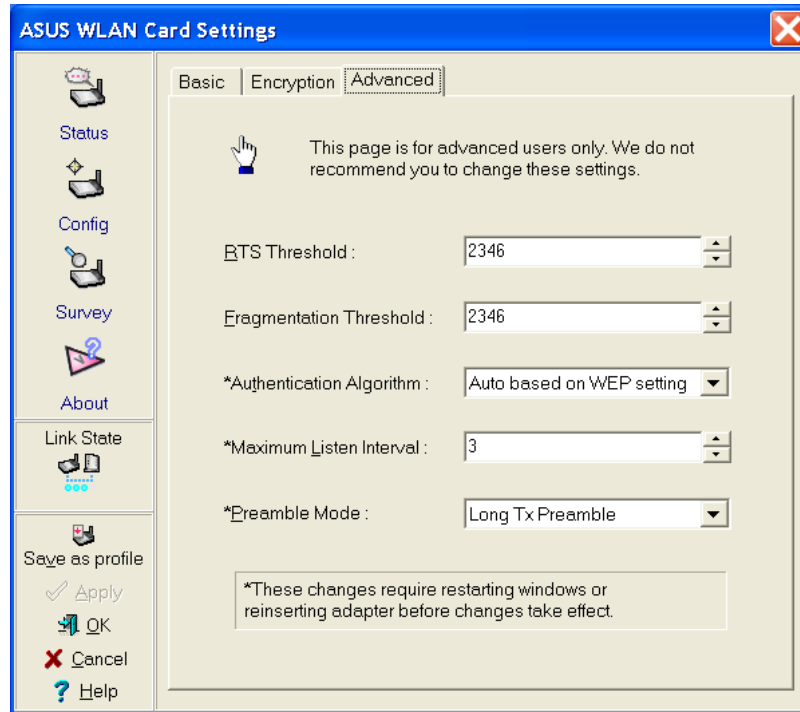 ASUS WLAN Card Settings
Status
Config
Survey
About
Link State
Save as profile
Apply
OK
Cancel
Help
Basic
Encryption
Advanced
This page is for advanced users only. We do not
recommend you to change these settings.
RTS Threshold :
2346
Fragmentation Threshold :
2346
*Authentication Algorithm :
Auto based on WEP setting
*Maximum Listen Interval :
3
*Preamble Mode :
Long Tx Preamble
*These changes require restarting windows or
reinserting adapter before changes take effect.